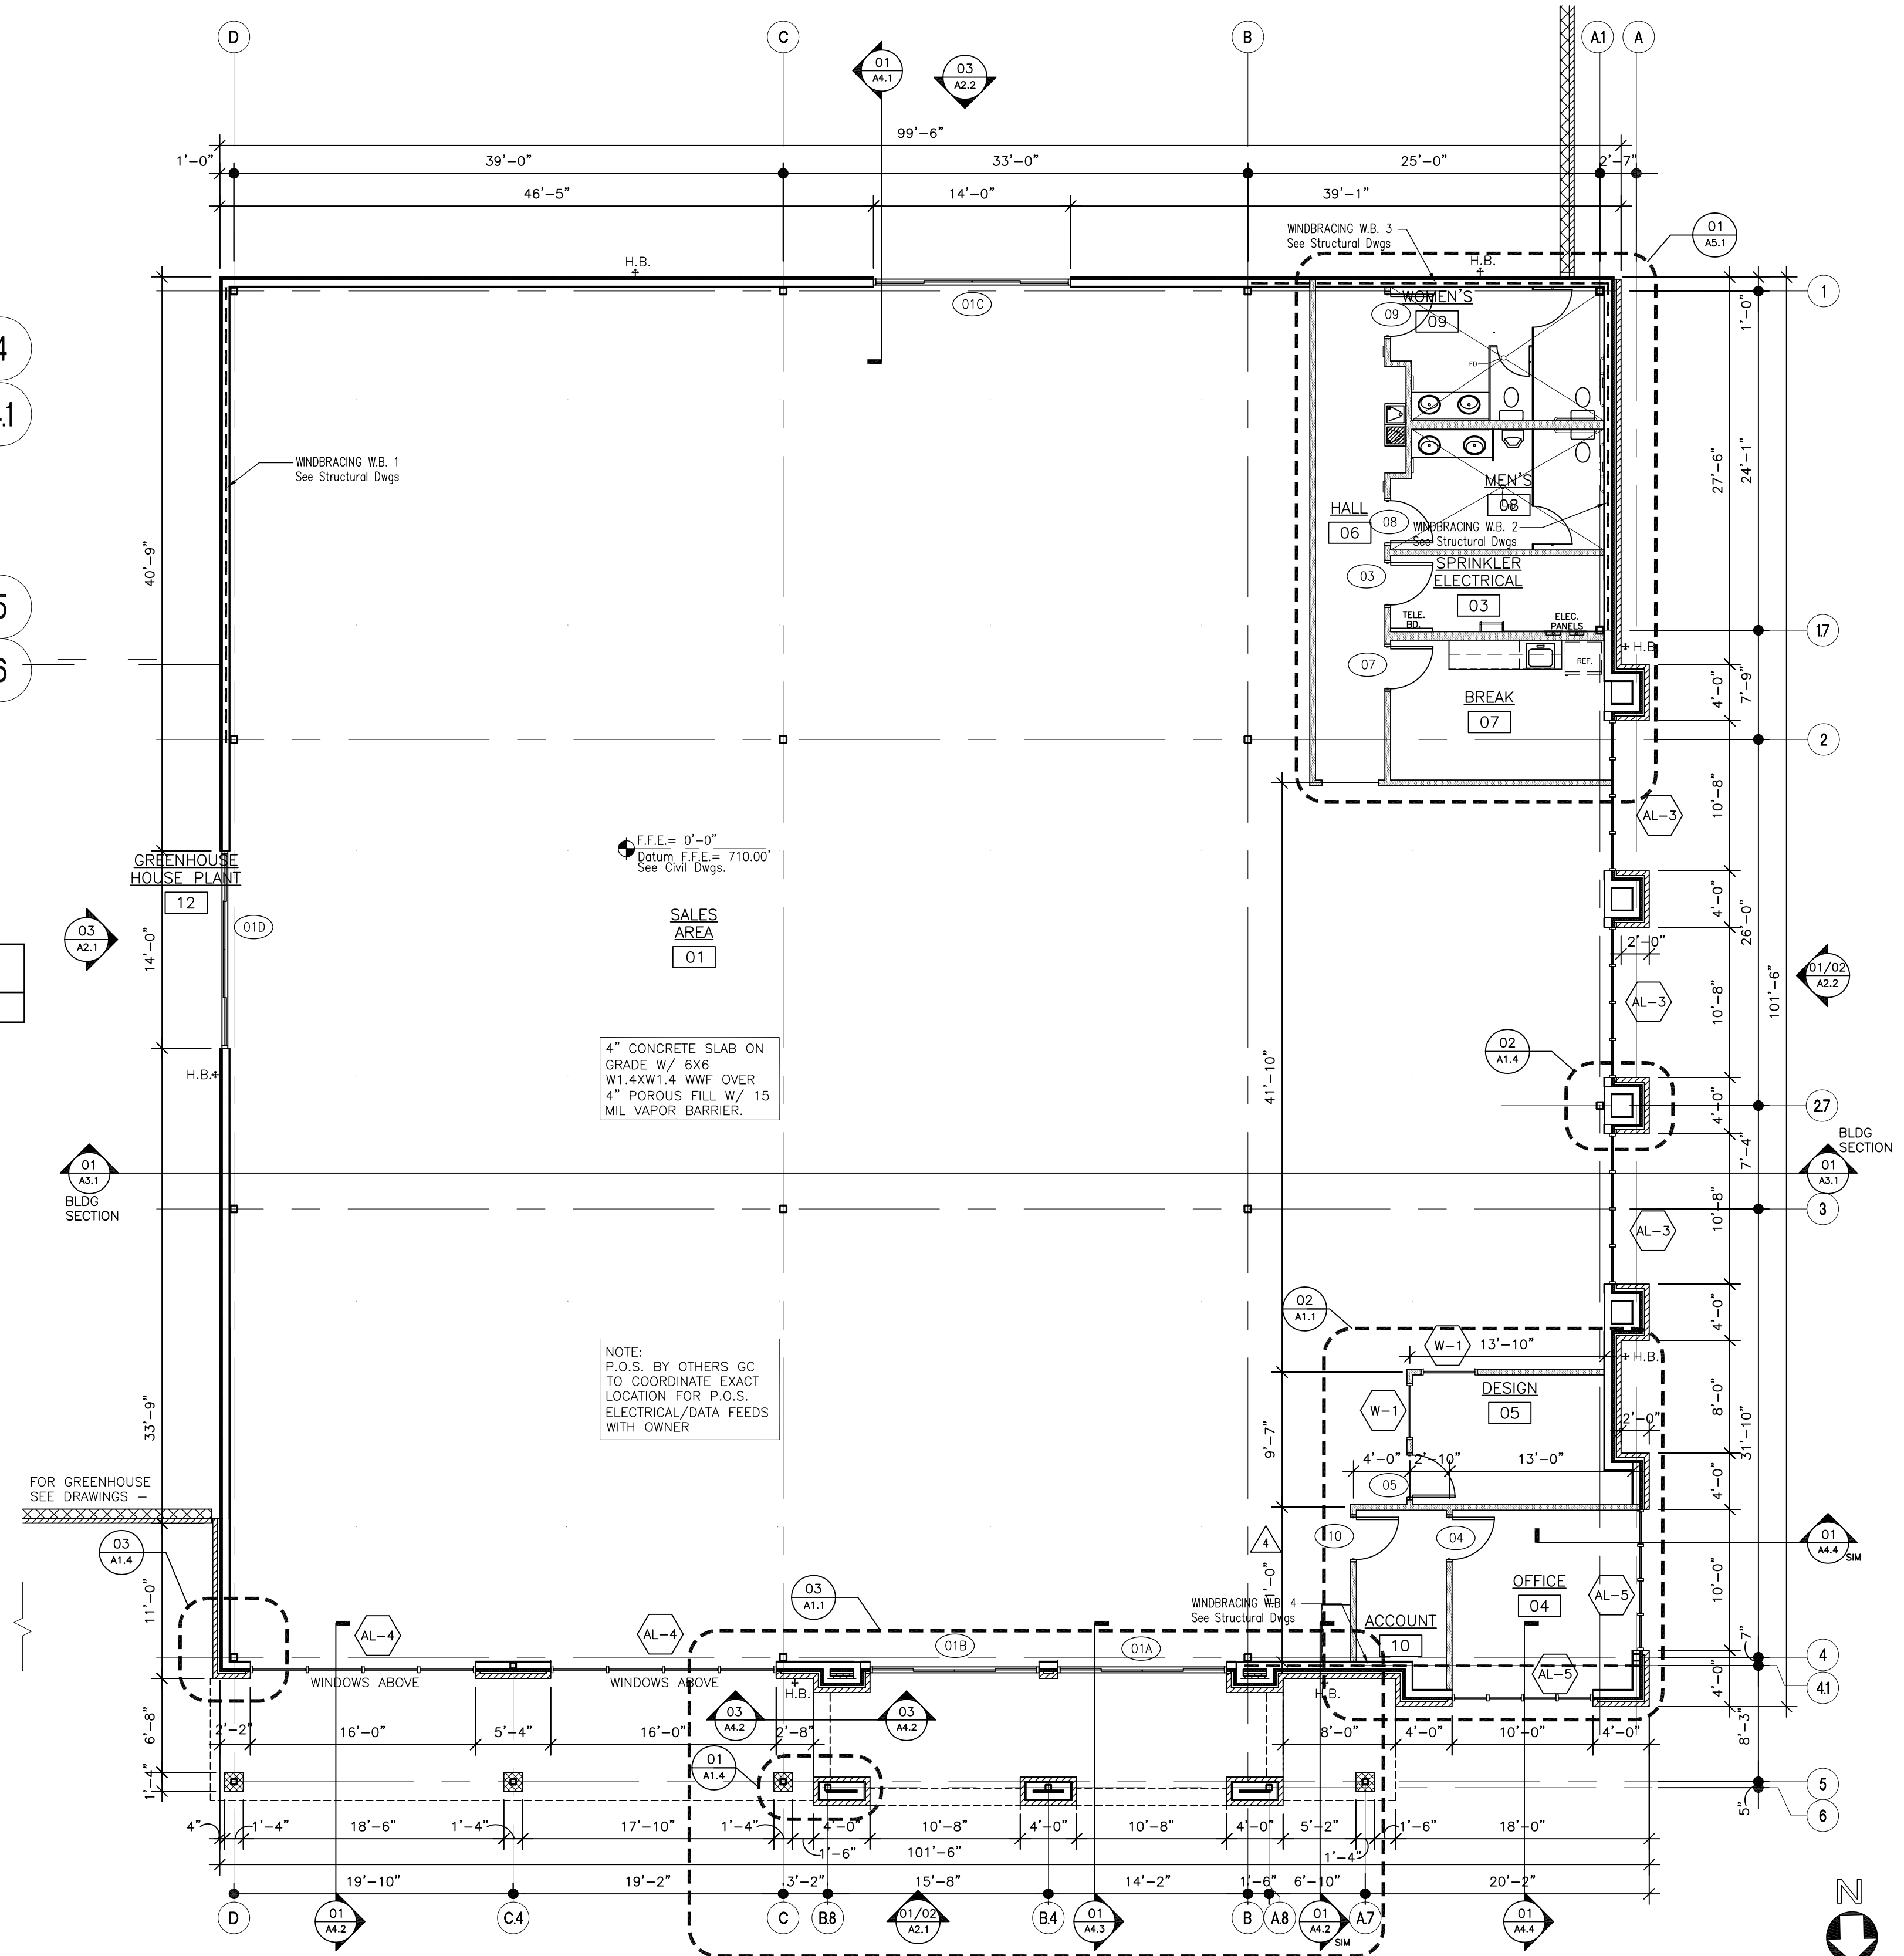 D
C
B
A.1
A
01
A4.1
03
A2.2
99'-6"
1'-0"
39'-0"
33'-0"
25'-0"
2'-7"
46'-5"
14'-0"
39'-1"
WINDBRACING W.B. 3
See Structural Dwgs
01
A5.1
H.B.
H.B.
01C
1
09
WOMEN'S
09
1'-0"
4
.1
FD
WINDBRACING W.B. 1
See Structural Dwgs
27'-6"
24'-1"
MEN'S
08
HALL
06
08
WINDBRACING W.B. 2
See Structural Dwgs
40'-9"
SPRINKLER
ELECTRICAL
03
03
TELE.
BD.
ELEC.
PANELS
5
1.7
6
H.B.
07
REF.
BREAK
07
4'-0"
7'-9"
2
10'-8"
AL-3
F.F.E.= 0'-0"
Datum F.F.E.= 710.00'
See Civil Dwgs.
GREENHOUSE
HOUSE PLANT
12
01D
03
A2.1
14'-0"
SALES
AREA
01
4'-0"
26'-0"
2'-0"
01/02
A2.2
AL-3
10'-8"
101'-6"
02
A1.4
4" CONCRETE SLAB ON
GRADE W/ 6X6
W1.4XW1.4 WWF OVER
4" POROUS FILL W/ 15
MIL VAPOR BARRIER.
H.B.
41'-10"
4'-0"
2.7
7'-4"
BLDG
SECTION
01
A3.1
01
A3.1
BLDG
SECTION
3
10'-8"
AL-3
02
A1.1
4'-0"
NOTE:
P.O.S. BY OTHERS GC
TO COORDINATE EXACT
LOCATION FOR P.O.S.
ELECTRICAL/DATA FEEDS
WITH OWNER
W-1
13'-10"
H.B.
DESIGN
05
W-1
8'-0"
2'-0"
31'-10"
33'-9"
9'-7"
4'-0"
2'-10"
13'-0"
05
4'-0"
FOR GREENHOUSE
SEE DRAWINGS -
03
A1.4
10
04
4
01
A4.4
SIM
11'-0"
03
A1.1
OFFICE
04
AL-5
10'-0"
WINDBRACING W.B. 4
See Structural Dwgs
ACCOUNT
10
AL-4
AL-4
01B
01A
7"
4
4.1
AL-5
4'-0"
WINDOWS ABOVE
WINDOWS ABOVE
H.B.
H.B.
03
A4.2
03
A4.2
6'-8"
2'-2"
16'-0"
5'-4"
16'-0"
2'-8"
8'-0"
4'-0"
10'-0"
4'-0"
8'-3"
01
A1.4
1'-4"
5
5"
6
4"
1'-4"
18'-6"
1'-4"
17'-10"
1'-4"
4'-0"
10'-8"
4'-0"
10'-8"
4'-0"
5'-2"
1'-6"
18'-0"
1'-6"
101'-6"
1'-4"
19'-10"
19'-2"
3'-2"
15'-8"
14'-2"
1'-6"
6'-10"
20'-2"
D
01
A4.2
C.4
C
B.8
01/02
A2.1
B.4
01
A4.3
B
A.8
01
A4.2
SIM
A.7
01
A4.4
N